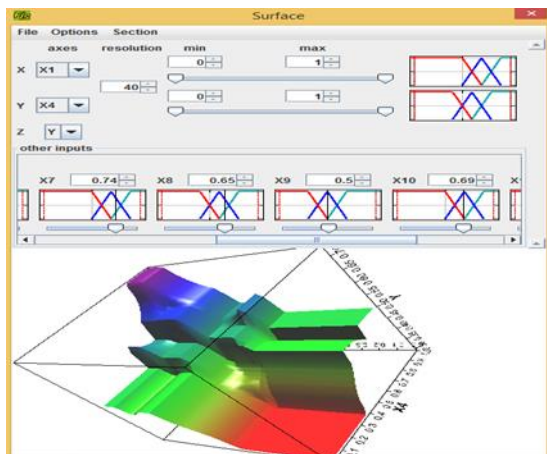 Surface
File Options Section
axes resolution min max
X X1 40 0 1
Y X4 0 1
Z Y
other inputs
X7 0.74 X8 0.65 X9 0.5 X10 0.69
Y
X4